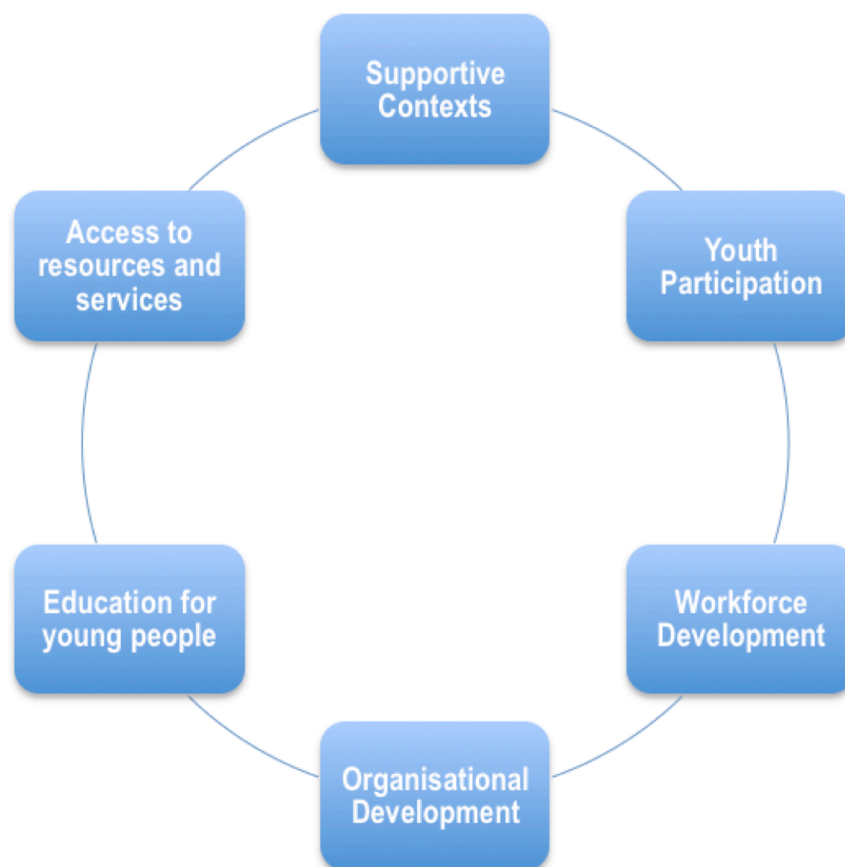 Supportive
Contexts
Youth
Participation
Workforce
Development
Organisational
Development
Education for
young people
Access to
resources and
services